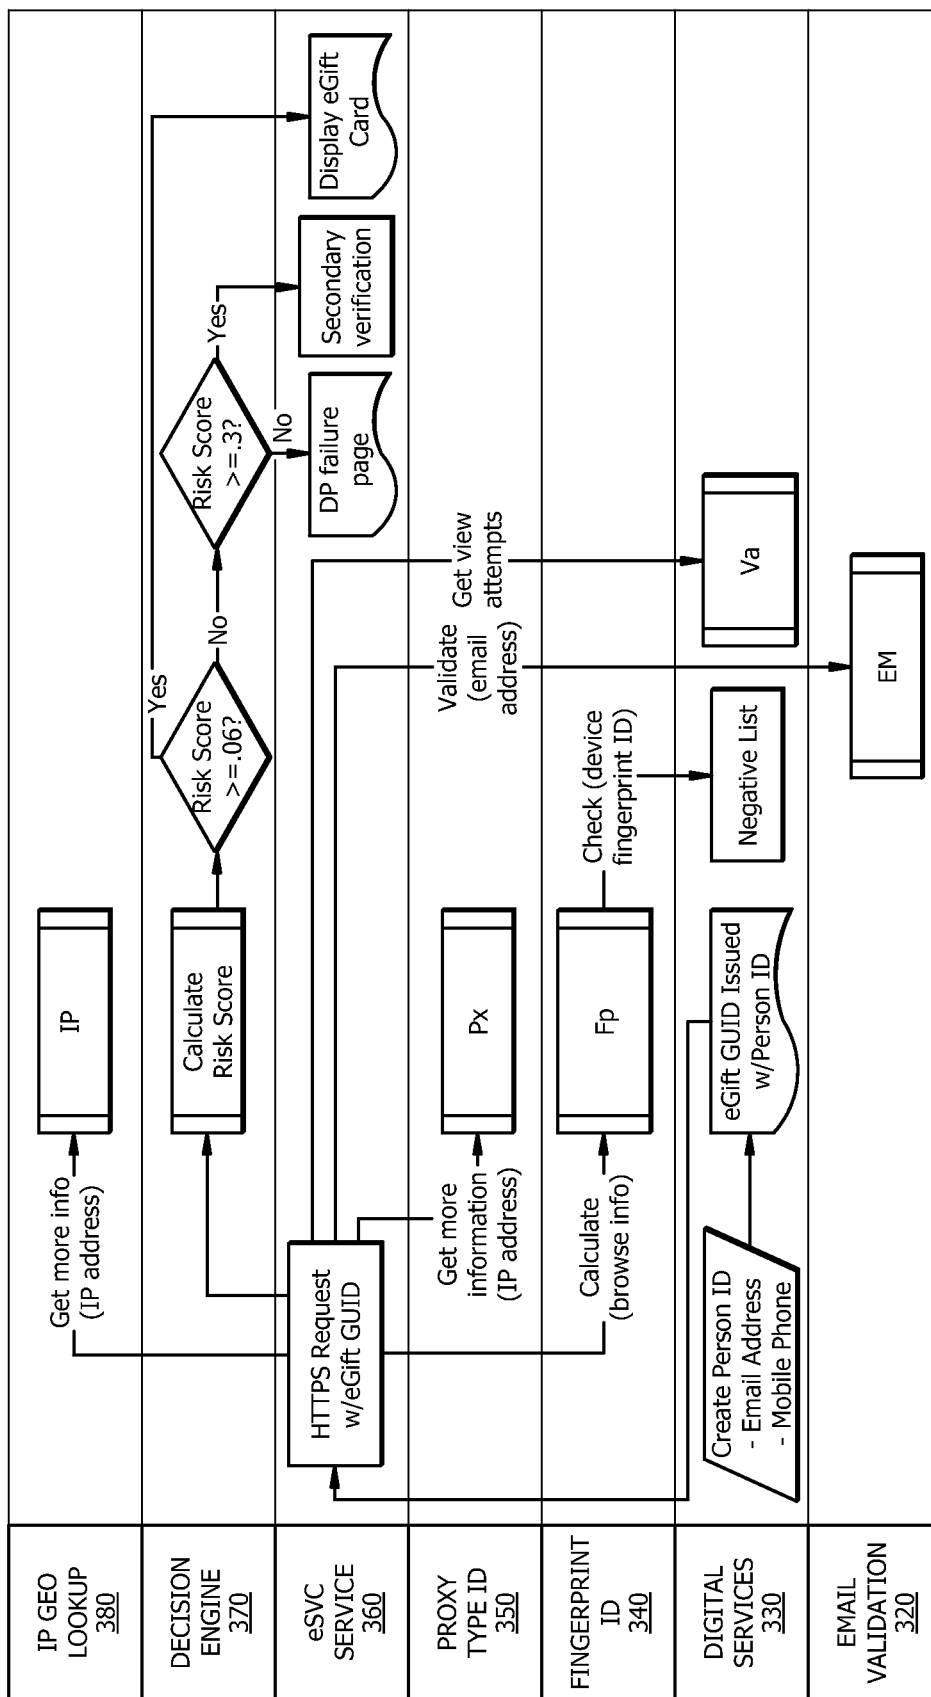 IP GEO
LOOKUP
380
Get more info
(IP address)
IP
DECISION
ENGINE
370
Calculate
Risk Score
Risk Score
>=.06?
Yes
No
Risk Score
>=.3?
Yes
No
eSVC
SERVICE
360
HTTPS Request
w/eGift GUID
DP failure
page
Secondary
verification
Display eGift
Card
PROXY
TYPE ID
350
Get more
information
(IP address)
Px
Validate
(email
address)
Get view
attempts
FINGERPRINT
ID
340
Calculate
(browse info)
Fp
Check (device
fingerprint ID)
DIGITAL
SERVICES
330
Create Person ID
- Email Address
- Mobile Phone
eGift GUID Issued
w/Person ID
Negative List
Va
EMAIL
VALIDATION
320
EM